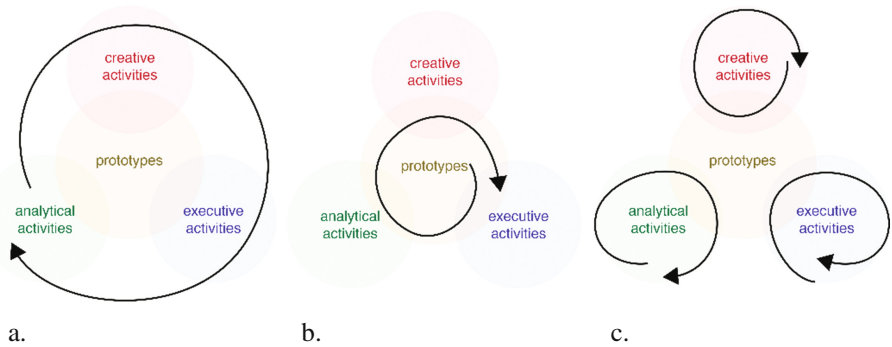 creative
activities
prototypes
analytical
activities
executive
activities
a.
creative
activities
prototypes
analytical
activities
executive activities
b.
creative
activities
prototypes
analytical
activities
executive activities
c.